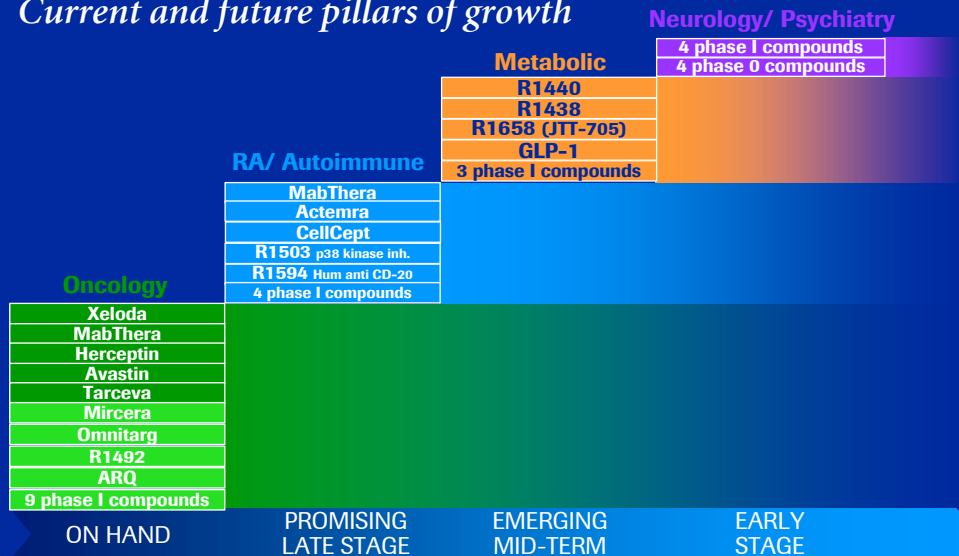 Current and future pillars of growth
Neurology/ Psychiatry
4 phase I compounds
4 phase 0 compounds
Metabolic
R1440
R1438
R1658 (JTT-705)
GLP-1
3 phase I compounds
RA/ Autoimmune
MabThera
Actemra
CellCept
R1503 p38 kinase inh.
R1594 Hum anti CD-20
4 phase I compounds
Oncology
Xeloda
MabThera
Herceptin
Avastin
Tarceva
Mircera
Omnitarg
R1492
ARQ
9 phase I compounds
ON HAND
PROMISING
LATE STAGE
EMERGING
MID-TERM
EARLY
STAGE